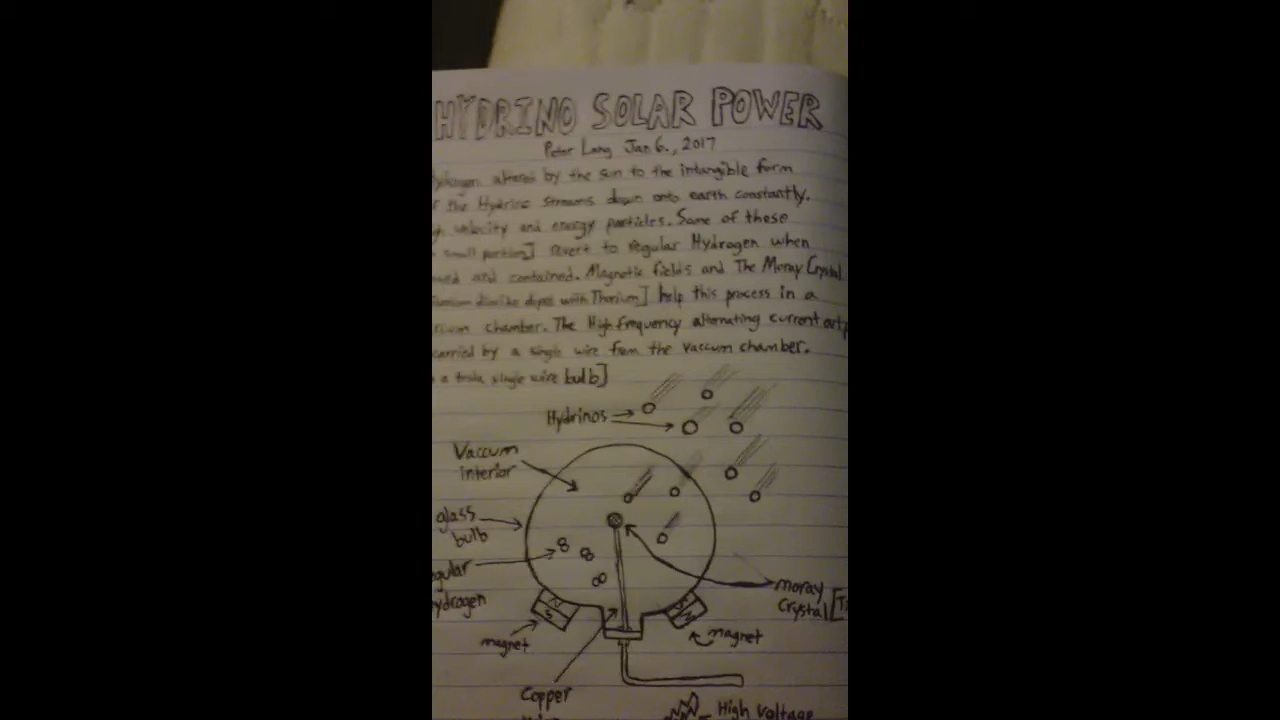 HYDRINO SOLAR POWER
Peter Lang Jan 6., 2017
altered by the sun to the intangible form
the Hydrino streams down onto earth constantly.
velocity and energy particles. Some of these
small portion] revert to regular Hydrogen when
and contained. Magnetic fields and The Moray Crystal
dioxide doped with Thorium] help this process in a
chamber. The High frequency alternating current
carried by a single wire from the vaccum chamber.
a tesla single wire bulb]
Hydrinos
Vaccum
interior
glass
bulb
moray
Crystal
N
S
magnet
magnet
Copper
High Voltage